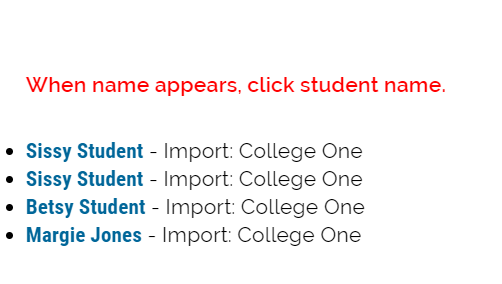 When name appears, click student name.
Sissy Student - Import: College One
Sissy Student - Import: College One
Betsy Student - Import: College One
Margie Jones - Import: College One